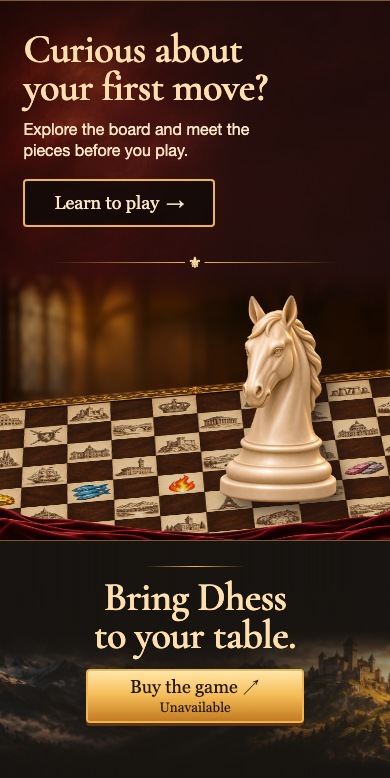 Curious about
your first move?
Explore the board and meet the
pieces before you play.
Learn to play →
Bring Dhess
to your table.
Buy the game ↗
Unavailable